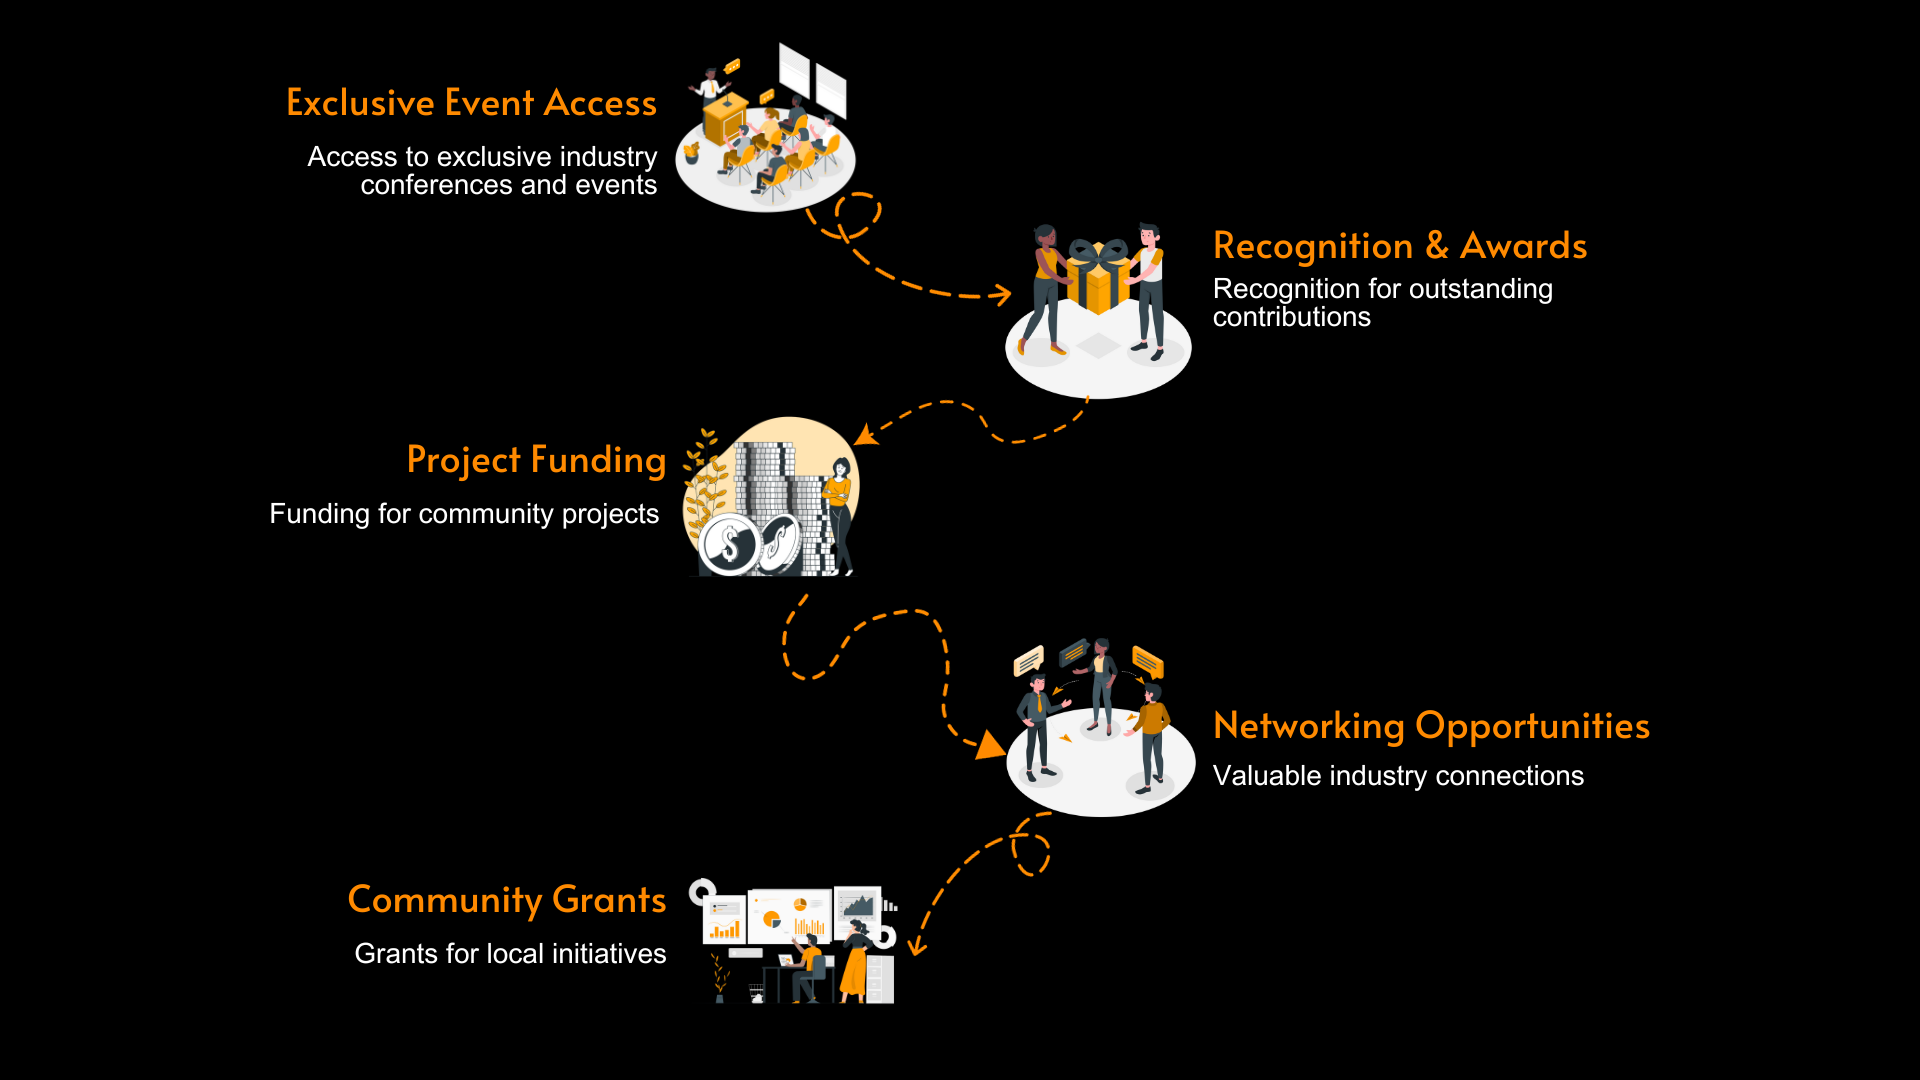 Exclusive Event Access
Access to exclusive industry
conferences and events
Recognition & Awards
Recognition for outstanding
contributions
Project Funding
Funding for community projects
Networking Opportunities
Valuable industry connections
Community Grants
Grants for local initiatives